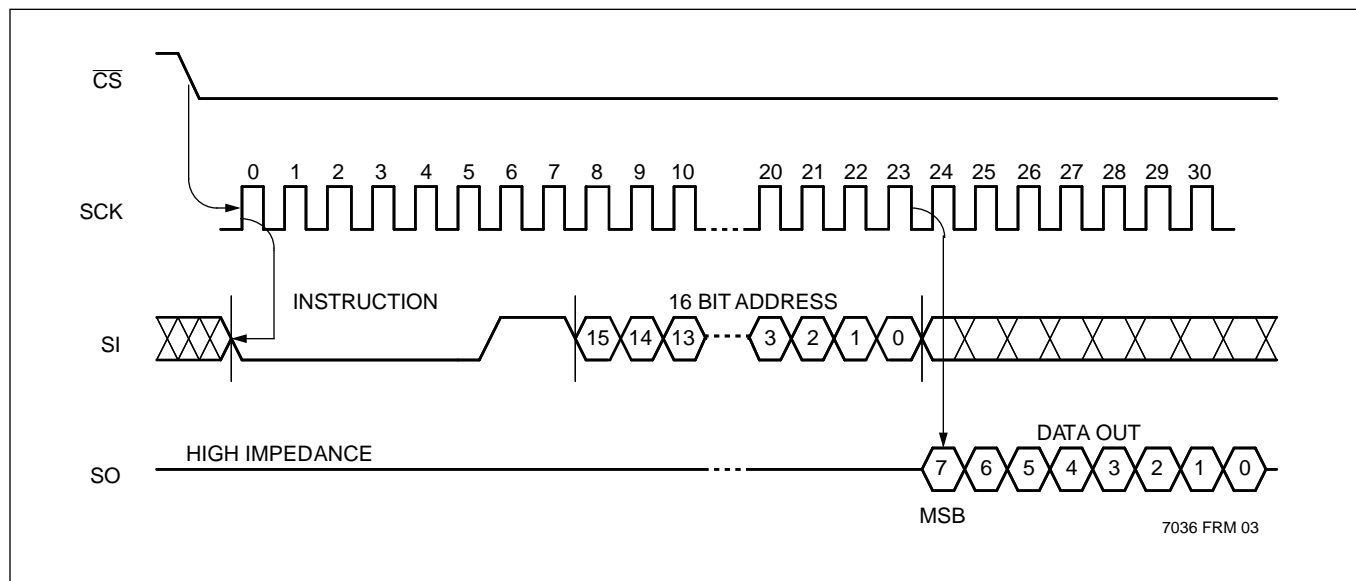 CS
0 1 2 3 4 5 6 7 8 9 10 20 21 22 23 24 25 26 27 28 29 30
SCK
INSTRUCTION 16 BIT ADDRESS
SI 15 14 13 3 2 1 0
HIGH IMPEDANCE DATA OUT
SO 7 6 5 4 3 2 1 0
MSB
7036 FRM 03